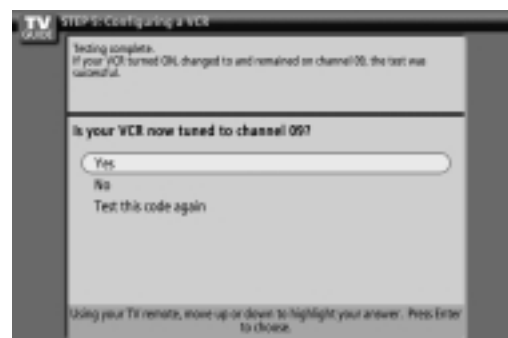 TV
GUIDE
STEP 5: Configuring a VCR
Testing complete.
If your VCR turned ON, changed to and remained on channel 09, the test was
successful.
Is your VCR now tuned to channel 09?
Yes
No
Test this code again
Using your TV remote, move up or down to highlight your answer. Press Enter
to choose.